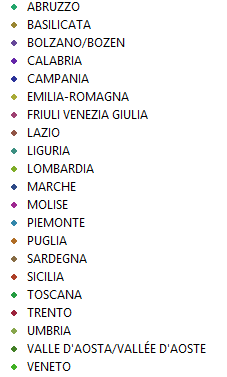 ABRUZZO
BASILICATA
BOLZANO/BOZEN
CALABRIA
CAMPANIA
EMILIA-ROMAGNA
FRIULI VENEZIA GIULIA
LAZIO
LIGURIA
LOMBARDIA
MARCHE
MOLISE
PIEMONTE
PUGLIA
SARDEGNA
SICILIA
TOSCANA
TRENTO
UMBRIA
VALLE D'AOSTA/VALLÉE D'AOSTE
VENETO